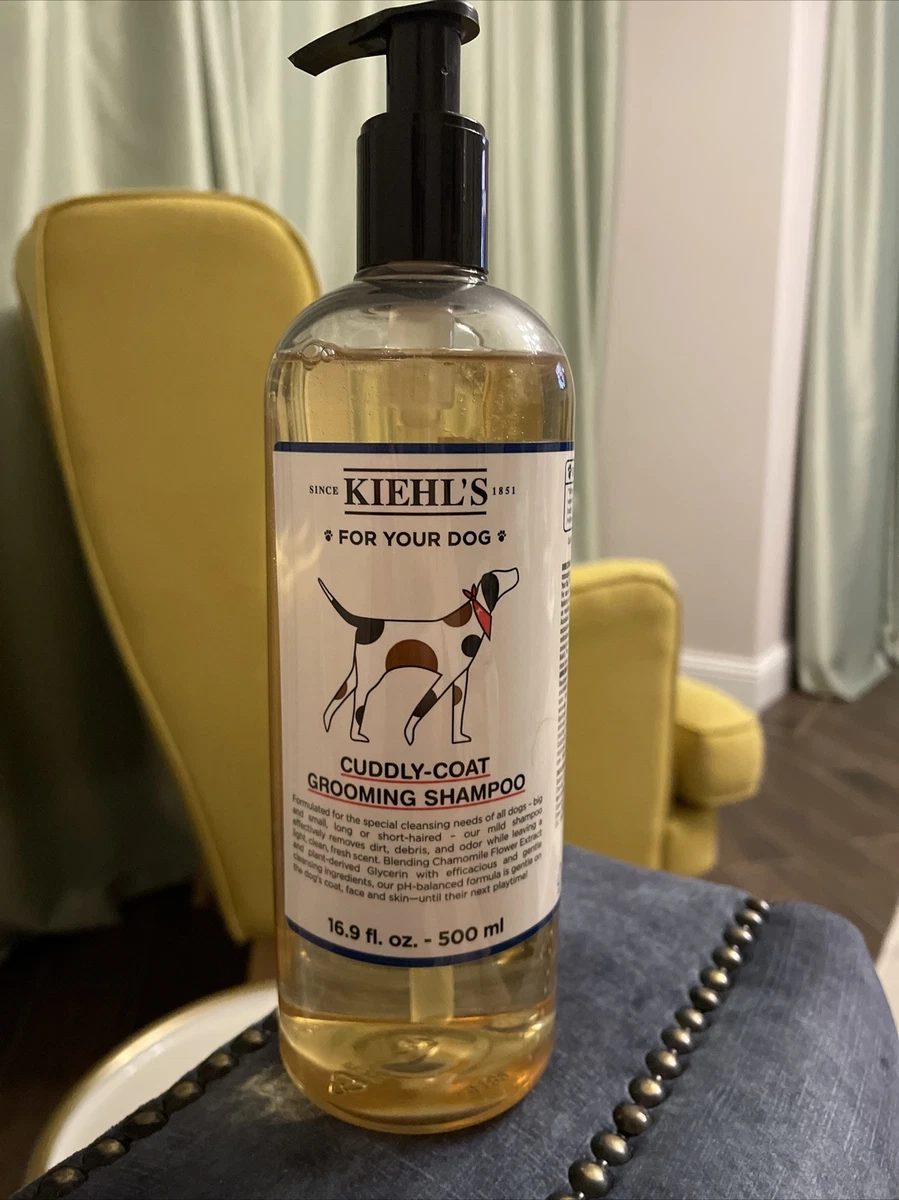 SINCE KIEHL'S 1851
FOR YOUR DOG
CUDDLY-COAT
GROOMING SHAMPOO
Formulated for the special cleansing needs of all dogs - big
and small, long or short-haired - our mild shampoo
effectively removes dirt, debris, and odor while leaving a
light, clean, fresh scent. Blending Chamomile Flower Extract
and plant-derived Glycerin with efficacious and gentle
cleansing ingredients, our pH-balanced formula is gentle on
the dog's coat, face and skin—until their next playtime!
16.9 fl. oz. - 500 ml